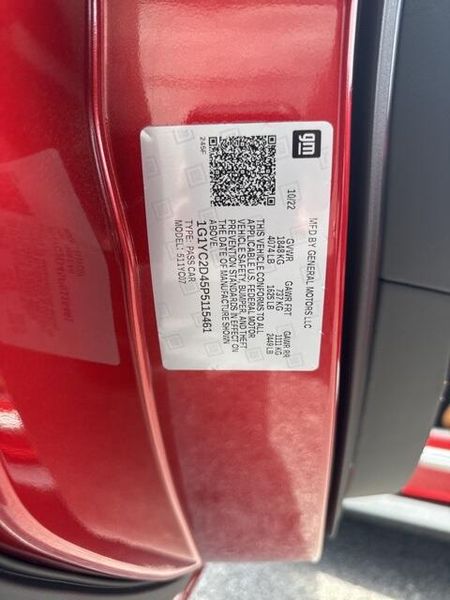 gm
MFD BY GENERAL MOTORS LLC
10/22
GVWR GAWR FRT GAWR RR
1848 KG 737 KG 1111 KG
4074 LB 1625 LB 2449 LB
THIS VEHICLE CONFORMS TO ALL
APPLICABLE U.S. FEDERAL MOTOR
VEHICLE SAFETY, BUMPER, AND THEFT
PREVENTION STANDARDS IN EFFECT ON
THE DATE OF MANUFACTURE SHOWN
ABOVE.
1G1YC2D45P5115461
TYPE: PASS CAR
MODEL: 511YC07
245F